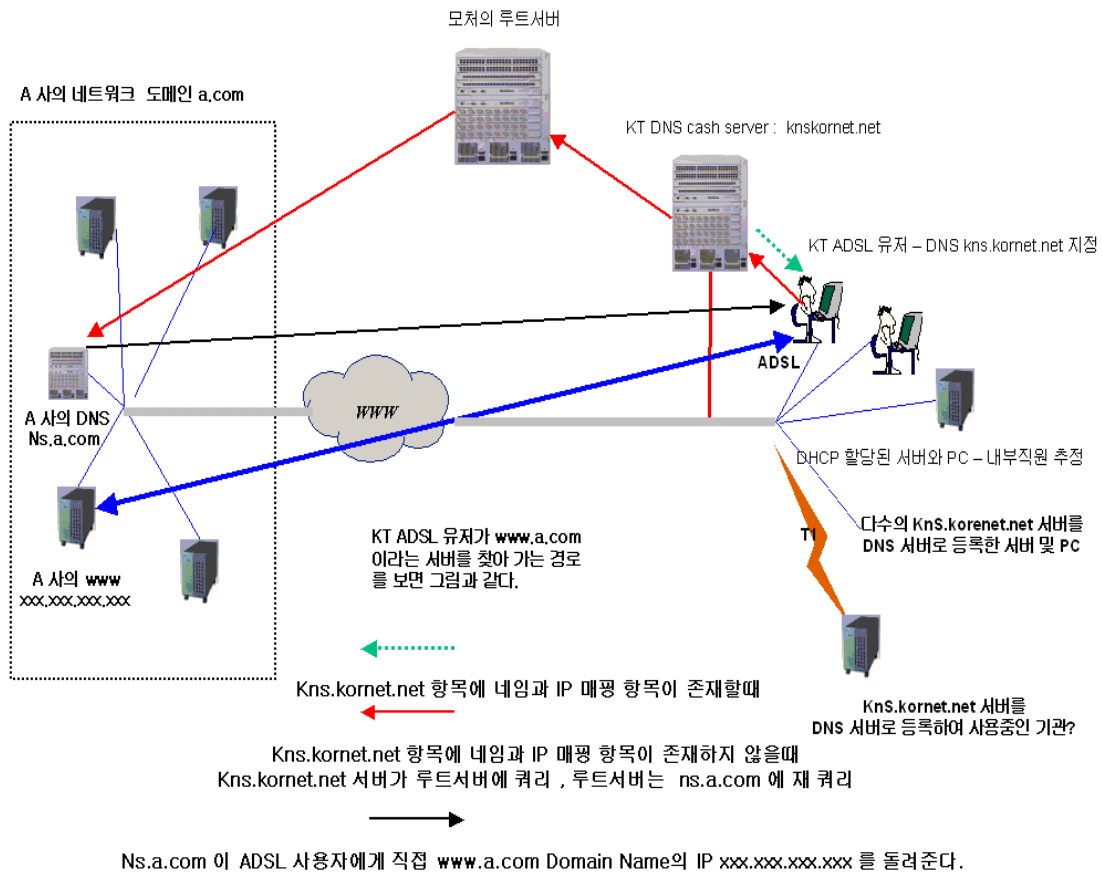 모처의 루트서버
A 사의 네트워크 도메인 a.com
KT DNS cash server : knskornet.net
KT ADSL 유저 – DNS kns.kornet.net 지정
ADSL
WWW
A 사의 DNS
Ns.a.com
DHCP 할당된 서버와 PC – 내부직원 추정
다수의 KnS.korenet.net 서버를
DNS 서버로 등록한 서버 및 PC
T1
KT ADSL 유저가 www.a.com
이라는 서버를 찾아 가는 경로
를 보면 그림과 같다.
A 사의 www
xxx.xxx.xxx.xxx
Kns.kornet.net 항목에 네임과 IP 매핑 항목이 존재할때
KnS.kornet.net 서버를
DNS 서버로 등록하여 사용중인 기관?
Kns.kornet.net 항목에 네임과 IP 매핑 항목이 존재하지 않을때
Kns.kornet.net 서버가 루트서버에 쿼리 , 루트서버는 ns.a.com 에 재 쿼리
Ns.a.com 이 ADSL 사용자에게 직접 www.a.com Domain Name의 IP xxx.xxx.xxx.xxx 를 돌려준다.